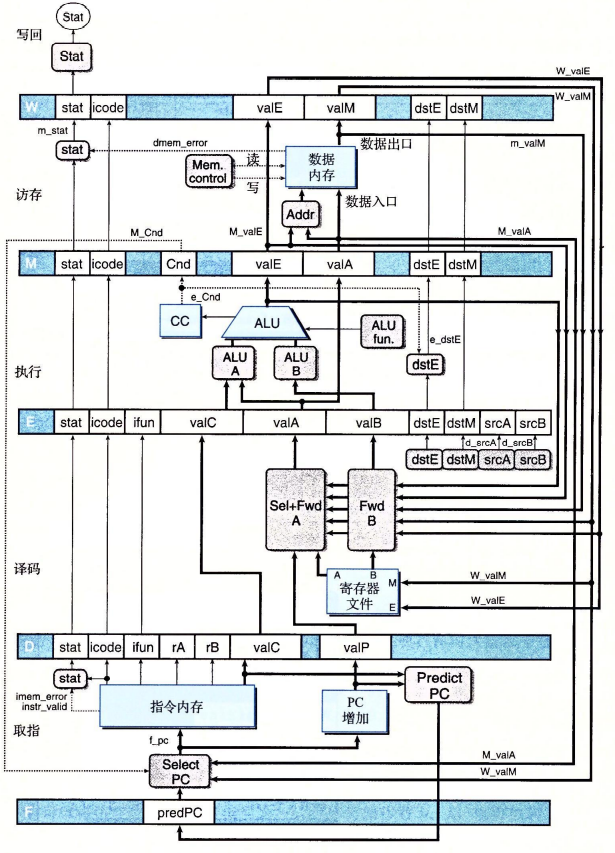 Stat
写回
Stat
W_valE
W_valM
W stat icode valE valM dstE dstM
m_stat
dmem_error
数据出口
m_valM
stat
读
写
Mem.
control
数据
内存
访存
Addr
数据入口
M_Cnd
M_valE
M_valA
M stat icode Cnd valE valA dstE dstM
e_Cnd
CC
ALU
ALU
fun.
e_dstE
ALU
A
ALU
B
dstE
执行
E stat icode ifun valC valA valB dstE dstM srcA srcB
d_srcA d_srcB
dstE dstM srcA srcB
Sel+Fwd
A
Fwd
B
译码
A B M
寄存器
文件
E
W_valM
W_valE
D stat icode ifun rA rB valC valP
stat
imem_error
instr_valid
指令内存
PC
增加
Predict
PC
取指
f_pc
Select
PC
M_valA
W_valM
F predPC